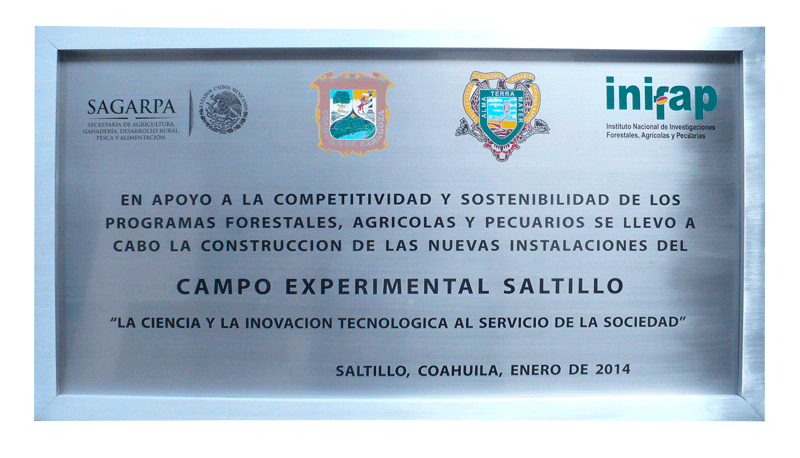 SAGARPA
SECRETARÍA DE AGRICULTURA,
GANADERÍA, DESARROLLO RURAL,
PESCA Y ALIMENTACIÓN
ESTADOS UNIDOS MEXICANOS
COAHUILA DE ZARAGOZA
ALMA TERRA MATER
inifap
Instituto Nacional de Investigaciones
Forestales, Agrícolas y Pecuarias
EN APOYO A LA COMPETITIVIDAD Y SOSTENIBILIDAD DE LOS
PROGRAMAS FORESTALES, AGRICOLAS Y PECUARIOS SE LLEVO A
CABO LA CONSTRUCCION DE LAS NUEVAS INSTALACIONES DEL
CAMPO EXPERIMENTAL SALTILLO
“LA CIENCIA Y LA INOVACION TECNOLOGICA AL SERVICIO DE LA SOCIEDAD”
SALTILLO, COAHUILA, ENERO DE 2014